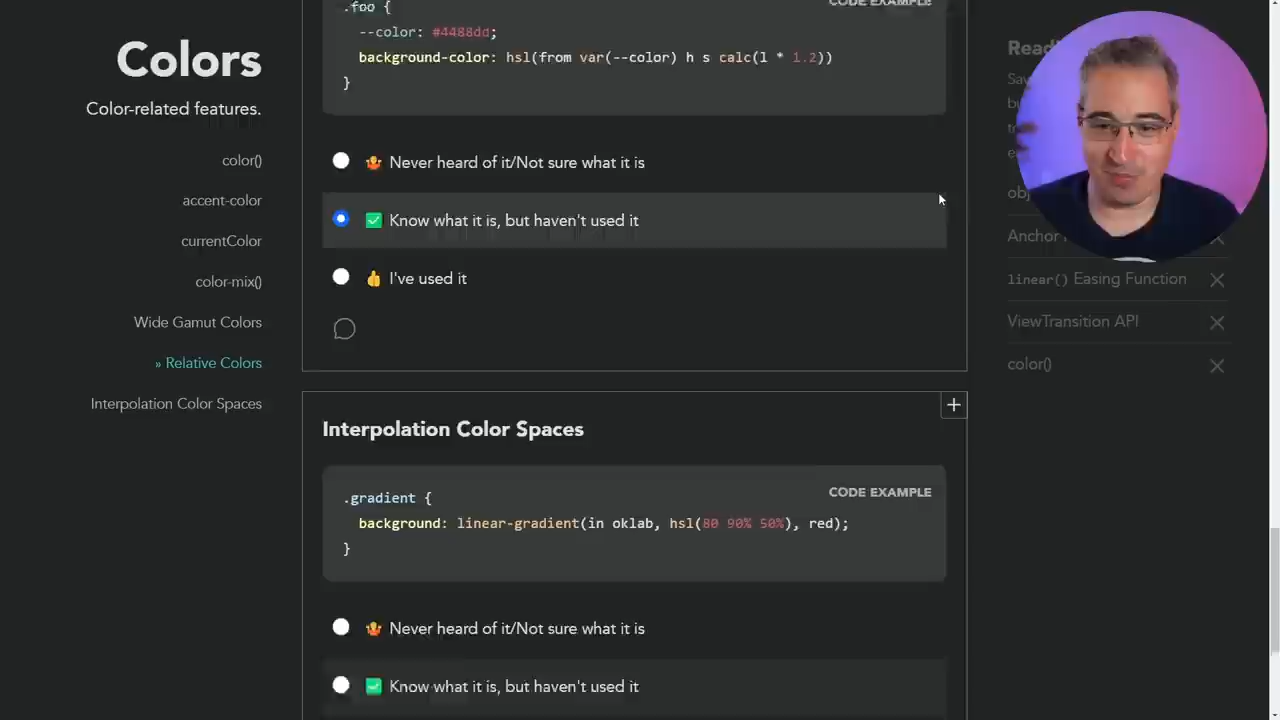 Colors
Color-related features.
color()
accent-color
currentColor
color-mix()
Wide Gamut Colors
» Relative Colors
Interpolation Color Spaces
CODE EXAMPLE
.foo {
--color: #4488dd;
background-color: hsl(from var(--color) h s calc(l * 1.2))
}
🤷 Never heard of it/Not sure what it is
✅ Know what it is, but haven't used it
👍 I've used it
Interpolation Color Spaces
+
CODE EXAMPLE
.gradient {
background: linear-gradient(in oklab, hsl(80 90% 50%), red);
}
🤷 Never heard of it/Not sure what it is
✅ Know what it is, but haven't used it
Anchor
linear() Easing Function
ViewTransition API
color()